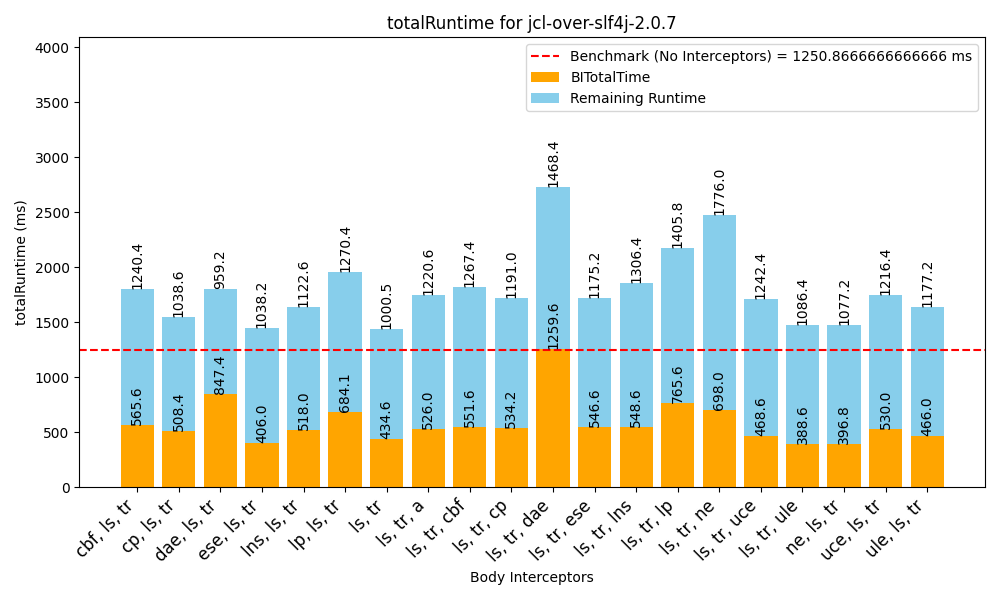 totalRuntime for jcl-over-slf4j-2.0.7
Benchmark (No Interceptors) = 1250.8666666666666 ms
BITotalTime
Remaining Runtime
totalRuntime (ms)
4000
3500
3000
2500
2000
1500
1000
500
0
1240.4
1038.6
959.2
1038.2
1122.6
1270.4
1000.5
1220.6
1267.4
1191.0
1468.4
1175.2
1306.4
1405.8
1776.0
1242.4
1086.4
1077.2
1216.4
1177.2
565.6
508.4
847.4
406.0
518.0
684.1
434.6
526.0
551.6
534.2
1259.6
546.6
548.6
765.6
698.0
468.6
388.6
396.8
530.0
466.0
cbf, ls, tr
cp, ls, tr
dae, ls, tr
ese, ls, tr
lns, ls, tr
lp, ls, tr
ls, tr
ls, tr, a
ls, tr, cbf
ls, tr, cp
ls, tr, dae
ls, tr, ese
ls, tr, lns
ls, tr, lp
ls, tr, ne
ls, tr, uce
ls, tr, ule
ne, ls, tr
uce, ls, tr
ule, ls, tr
Body Interceptors